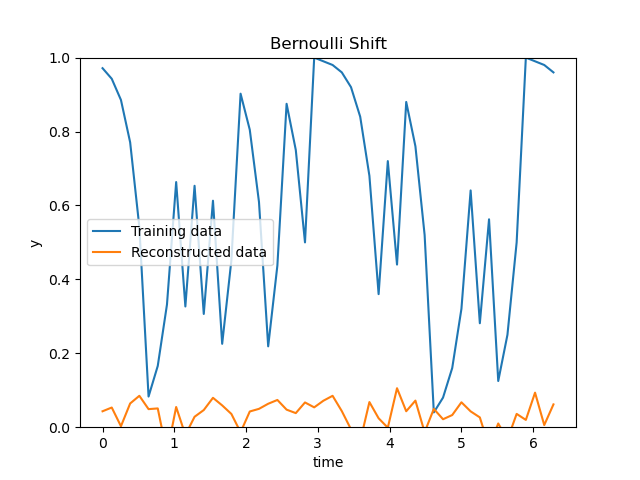 Bernoulli Shift
1.0
0.8
0.6
0.4
0.2
0.0
y
Training data
Reconstructed data
0 1 2 3 4 5 6
time